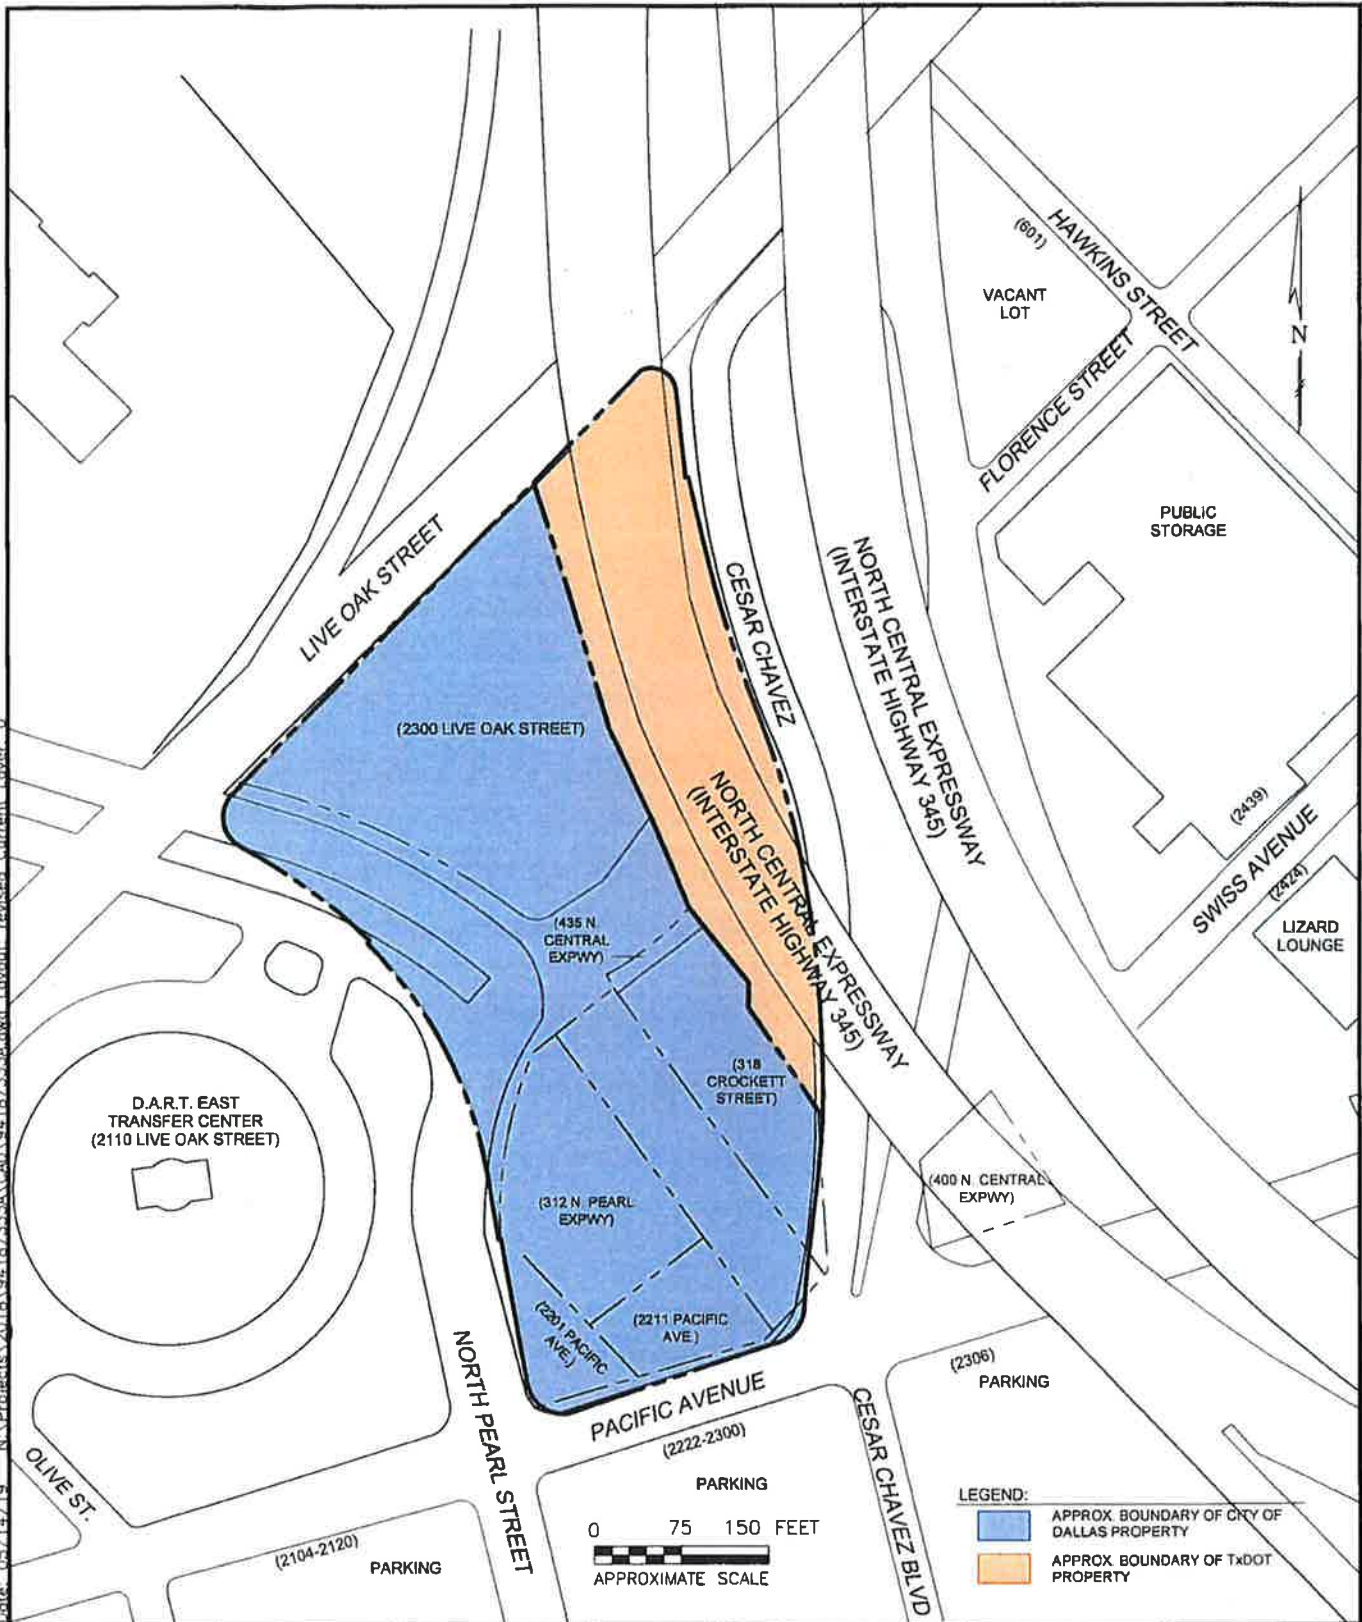 (601)
HAWKINS STREET
VACANT
LOT
N
FLORENCE STREET
PUBLIC
STORAGE
LIVE OAK STREET
CESAR CHAVEZ
NORTH CENTRAL EXPRESSWAY
(INTERSTATE HIGHWAY 345)
(2300 LIVE OAK STREET)
NORTH CENTRAL EXPRESSWAY
(INTERSTATE HIGHWAY 345)
(2439)
SWISS AVENUE
(2424)
LIZARD
LOUNGE
(435 N.
CENTRAL
EXPWY)
(318
CROCKETT
STREET)
D.A.R.T. EAST
TRANSFER CENTER
(2110 LIVE OAK STREET)
(400 N. CENTRAL
EXPWY)
(312 N. PEARL
EXPWY)
(2201 PACIFIC
AVE.)
(2211 PACIFIC
AVE.)
NORTH PEARL STREET
PACIFIC AVENUE
(2222-2300)
PARKING
(2306)
PARKING
CESAR CHAVEZ BLVD
OLIVE ST.
(2104-2120)
PARKING
0 75 150 FEET
APPROXIMATE SCALE
LEGEND:
APPROX. BOUNDARY OF CITY OF
DALLAS PROPERTY
APPROX. BOUNDARY OF TxDOT
PROPERTY